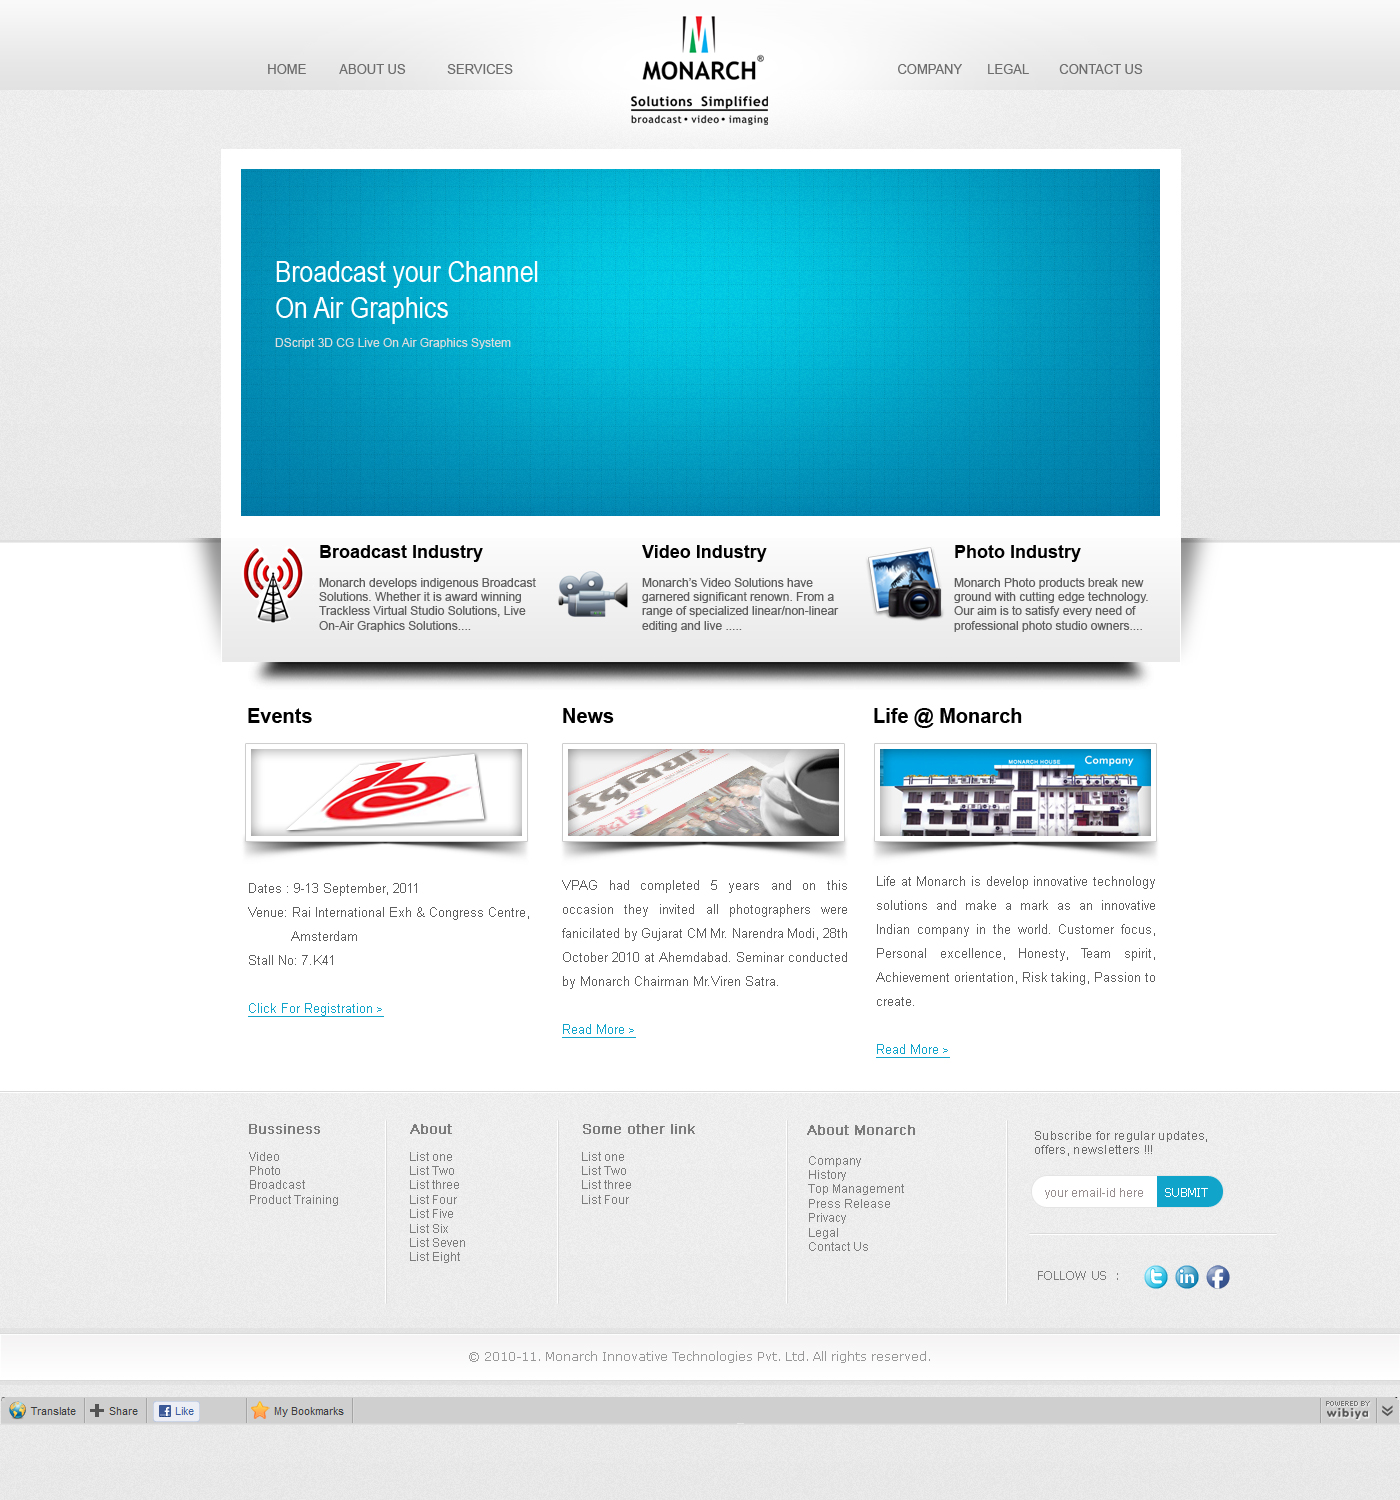 HOME
ABOUT US
SERVICES
MONARCH®
Solutions Simplified
broadcast • video • imaging
COMPANY
LEGAL
CONTACT US
Broadcast your Channel
On Air Graphics
DScript 3D CG Live On Air Graphics System
Broadcast Industry
Monarch develops indigenous Broadcast
Solutions. Whether it is award winning
Trackless Virtual Studio Solutions, Live
On-Air Graphics Solutions....
Video Industry
Monarch's Video Solutions have
garnered significant renown. From a
range of specialized linear/non-linear
editing and live .....
Photo Industry
Monarch Photo products break new
ground with cutting edge technology.
Our aim is to satisfy every need of
professional photo studio owners....
Events
Dates : 9-13 September, 2011
Venue: Rai International Exh & Congress Centre,
Amsterdam
Stall No: 7.K41
Click For Registration »
News
VPAG had completed 5 years and on this
occasion they invited all photographers were
fanicilated by Gujarat CM Mr. Narendra Modi, 28th
October 2010 at Ahemdabad. Seminar conducted
by Monarch Chairman Mr.Viren Satra.
Read More »
Life @ Monarch
MONARCH HOUSE
Company
Life at Monarch is develop innovative technology
solutions and make a mark as an innovative
Indian company in the world. Customer focus,
Personal excellence, Honesty, Team spirit,
Achievement orientation, Risk taking, Passion to
create.
Read More »
Bussiness
Video
Photo
Broadcast
Product Training
About
List one
List Two
List three
List Four
List Five
List Six
List Seven
List Eight
Some other link
List one
List Two
List three
List Four
About Monarch
Company
History
Top Management
Press Release
Privacy
Legal
Contact Us
Subscribe for regular updates,
offers, newsletters !!!
your email-id here
SUBMIT
FOLLOW US :
© 2010-11. Monarch Innovative Technologies Pvt. Ltd. All rights reserved.
Translate
Share
Like
My Bookmarks
POWERED BY
wibiya